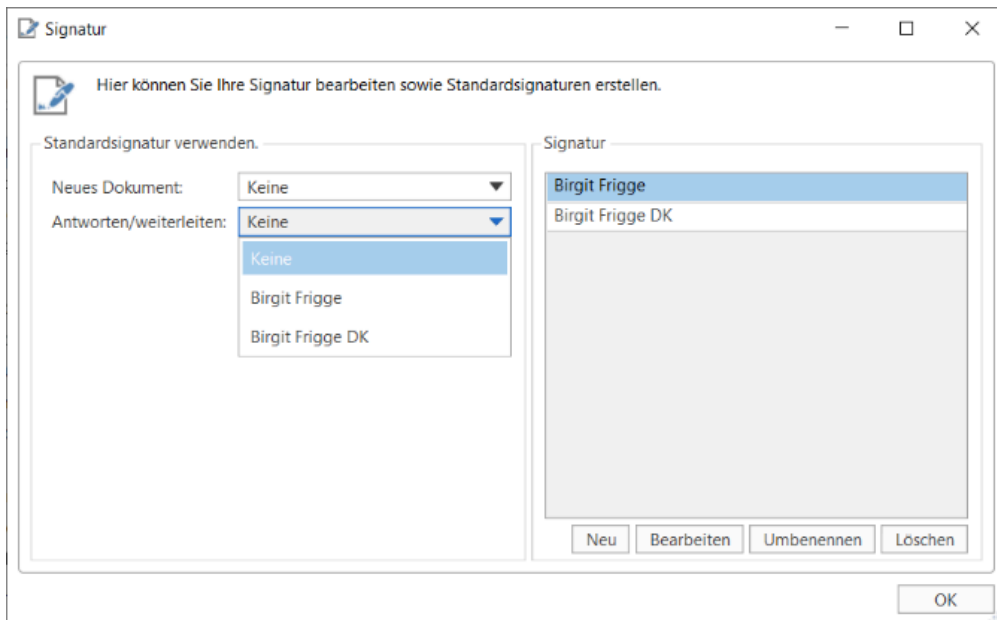 Signatur
Hier können Sie Ihre Signatur bearbeiten sowie Standardsignaturen erstellen.
Standardsignatur verwenden.
Neues Dokument: Keine
Antworten/weiterleiten: Keine
Keine
Birgit Frigge
Birgit Frigge DK
Signatur
Birgit Frigge
Birgit Frigge DK
Neu Bearbeiten Umbenennen Löschen
OK